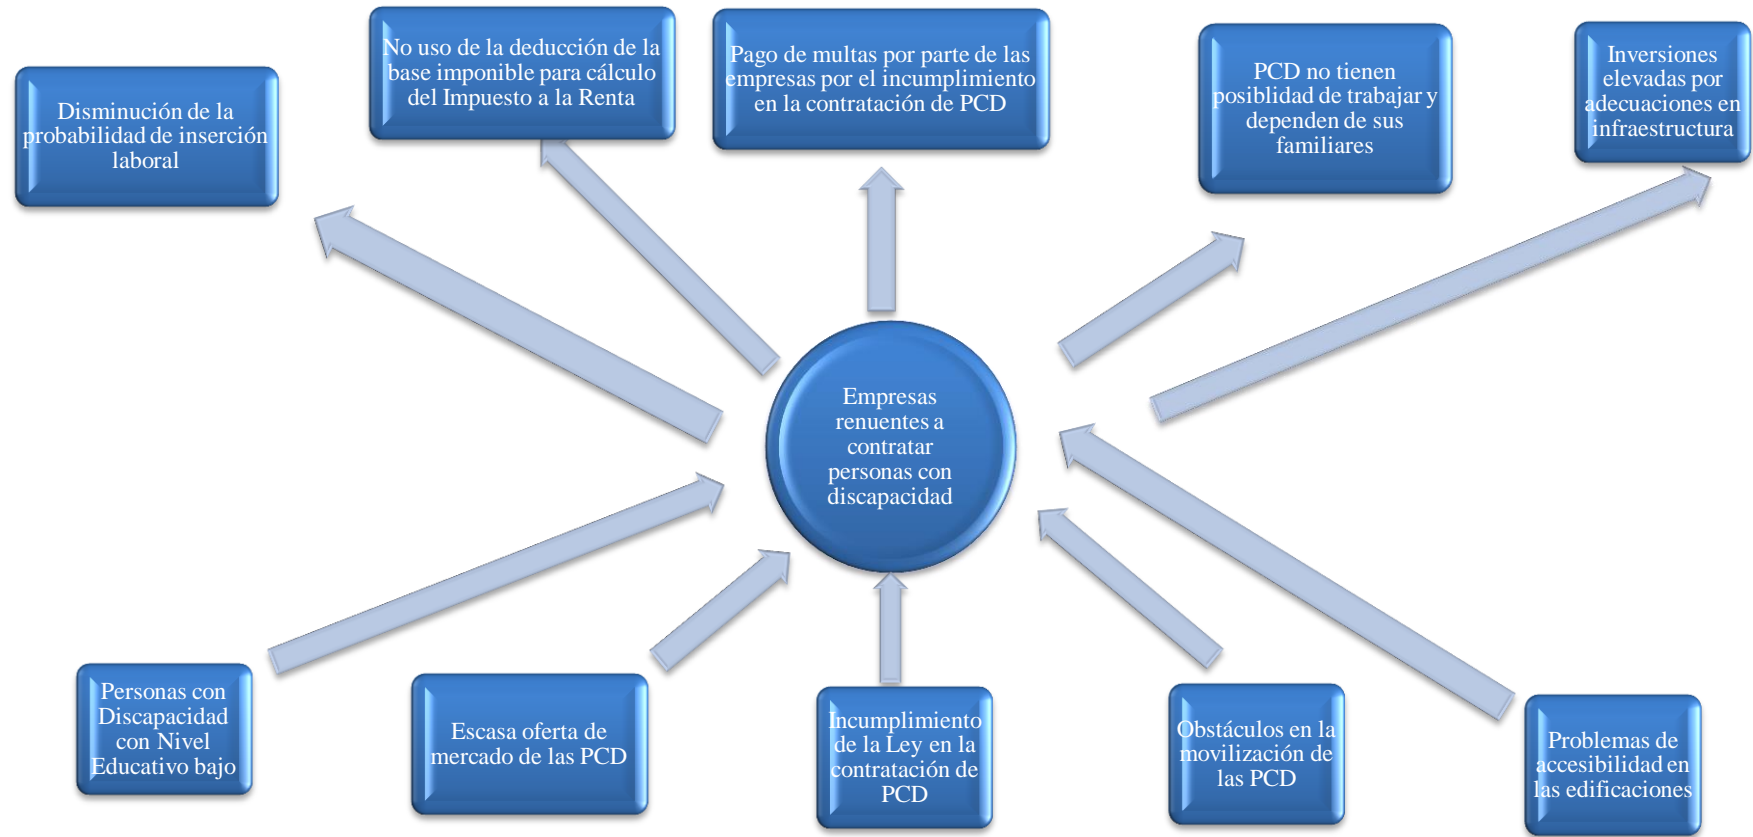 Disminución de la
probabilidad de inserción
laboral
No uso de la deducción de la
base imponible para cálculo
del Impuesto a la Renta
Pago de multas por parte de las
empresas por el incumplimiento
en la contratación de PCD
PCD no tienen
posiblidad de trabajar y
dependen de sus
familiares
Inversiones
elevadas por
adecuaciones en
infraestructura
Empresas
renuentes a
contratar
personas con
discapacidad
Personas con
Discapacidad
con Nivel
Educativo bajo
Escasa oferta de
mercado de las PCD
Incumplimiento
de la Ley en la
contratación de
PCD
Obstáculos en la
movilización de
las PCD
Problemas de
accesibilidad en
las edificaciones